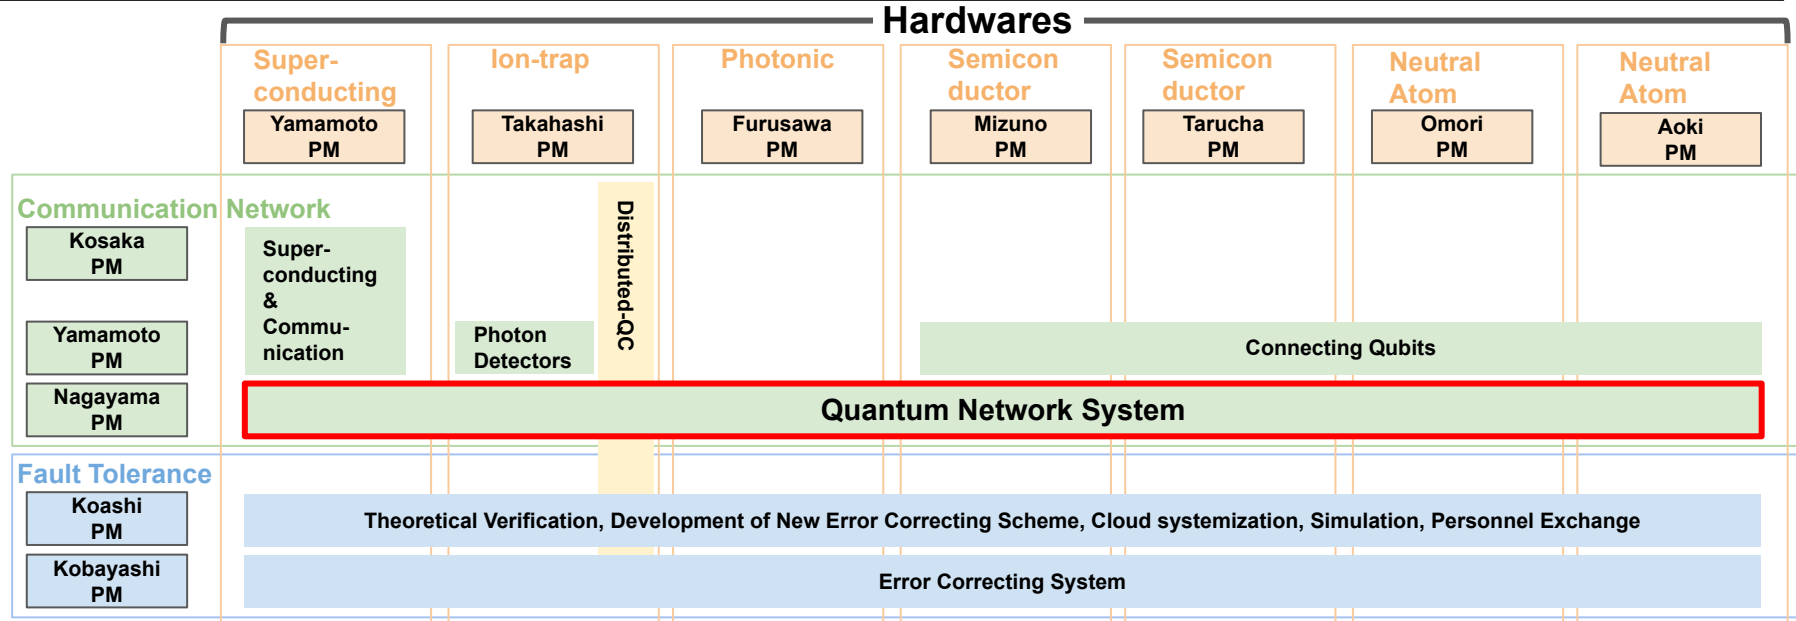 Hardwares
Super-
conducting
Yamamoto
PM
Ion-trap
Takahashi
PM
Photonic
Furusawa
PM
Semicon
ductor
Mizuno
PM
Semicon
ductor
Tarucha
PM
Neutral
Atom
Omori
PM
Neutral
Atom
Aoki
PM
Communication Network
Kosaka
PM
Super-
conducting
&
Commu-
nication
Distributed-QC
Yamamoto
PM
Photon
Detectors
Connecting Qubits
Nagayama
PM
Quantum Network System
Fault Tolerance
Koashi
PM
Theoretical Verification, Development of New Error Correcting Scheme, Cloud systemization, Simulation, Personnel Exchange
Kobayashi
PM
Error Correcting System